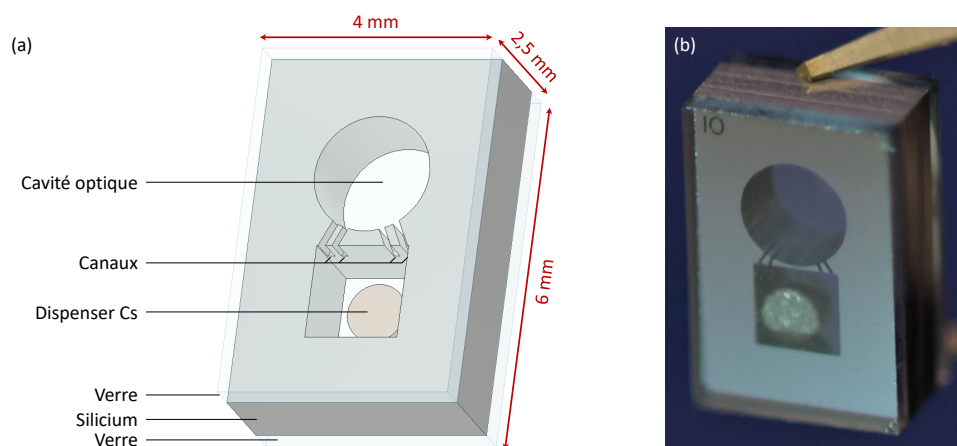 (a)
4 mm
2,5 mm
6 mm
Cavité optique
Canaux
Dispenser Cs
Verre
Silicium
Verre
(b)
10